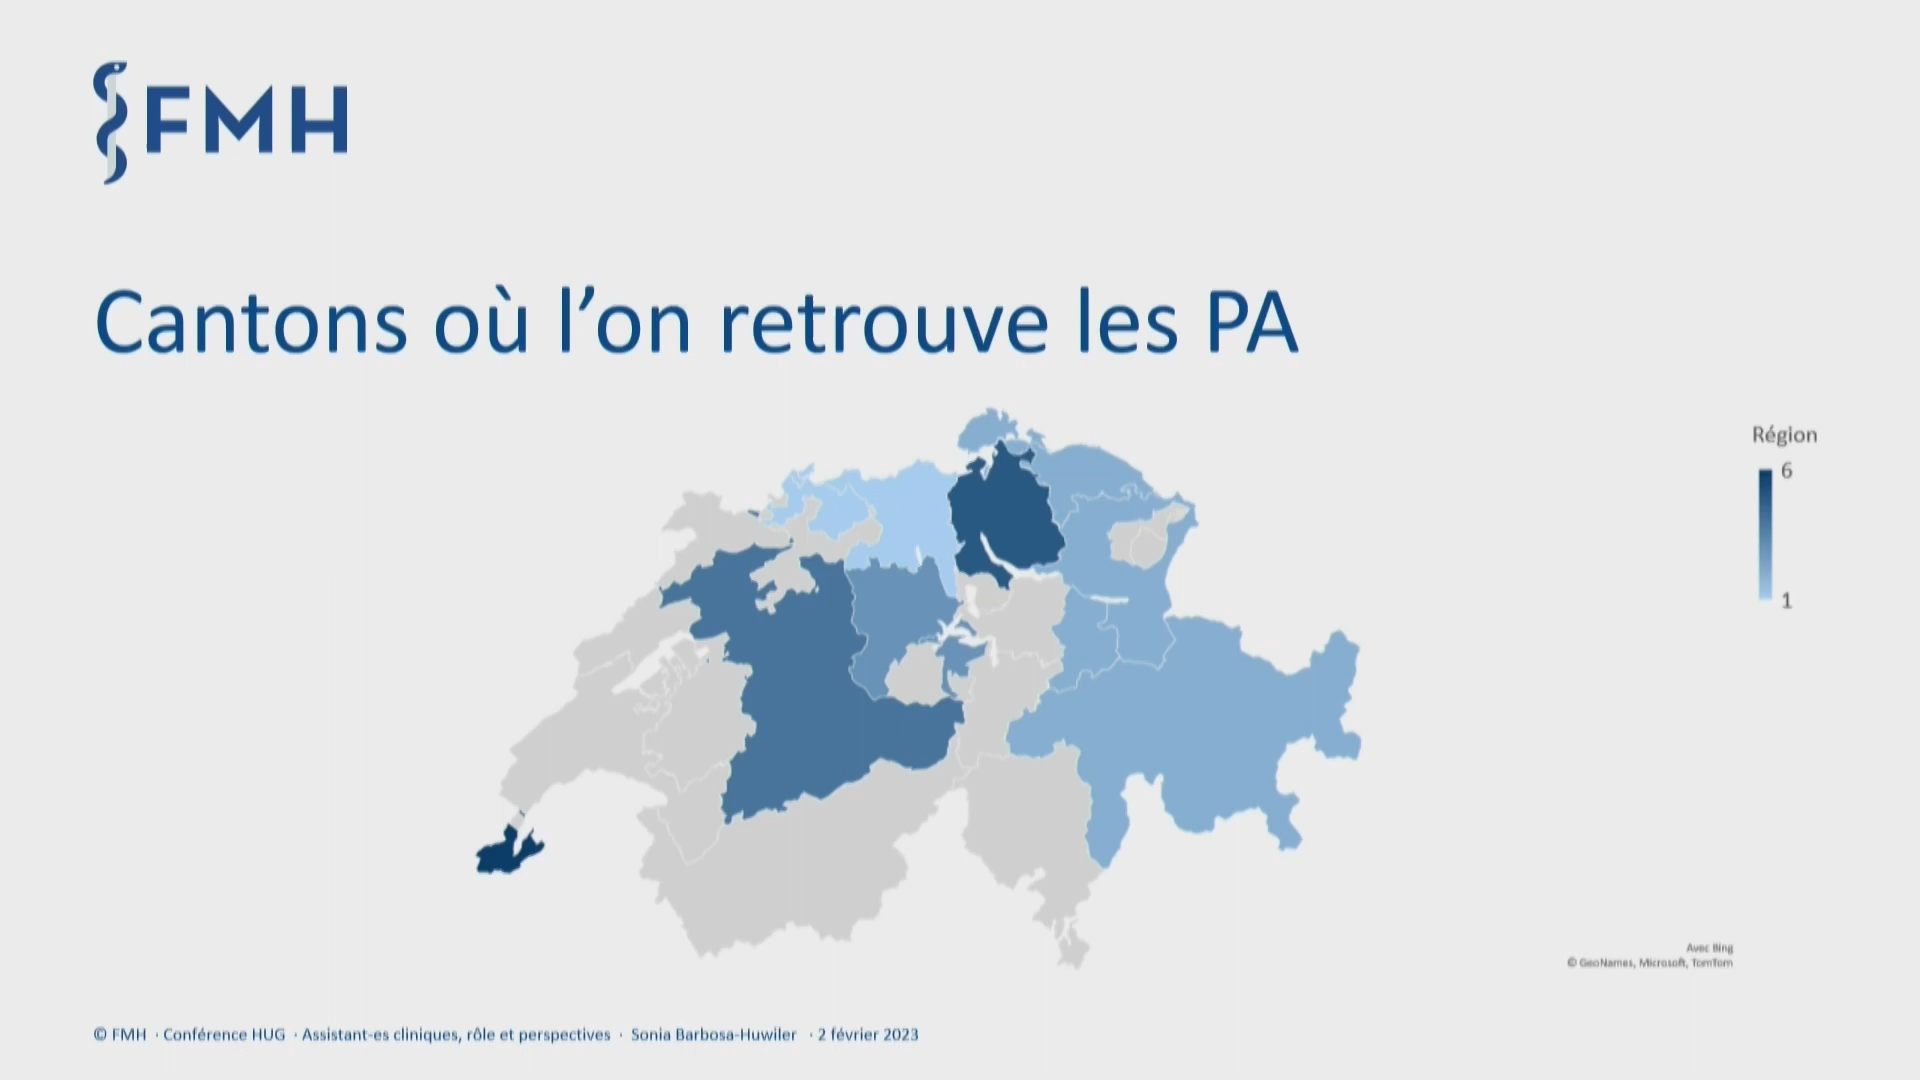 FMH
Cantons où l’on retrouve les PA
Région
6
1
Avec Bing
© GeoNames, Microsoft, TomTom
© FMH · Conférence HUG · Assistant-es cliniques, rôle et perspectives · Sonia Barbosa-Huwiler · 2 février 2023